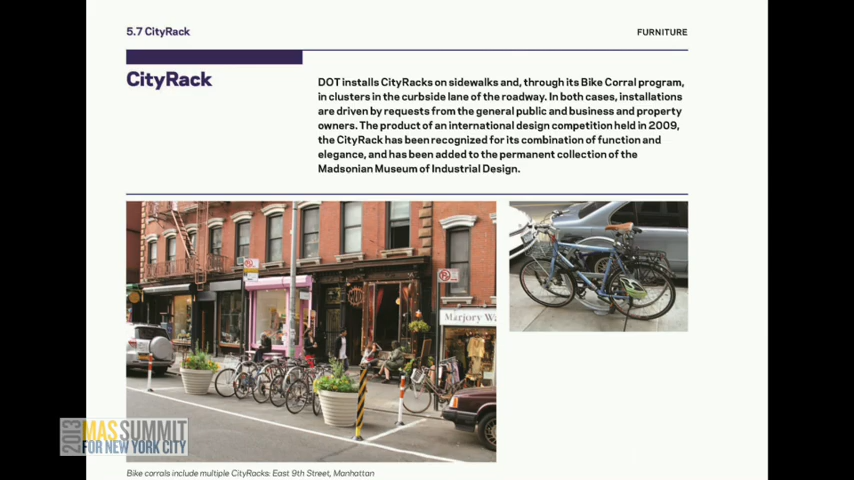 5.7 CityRack
FURNITURE
CityRack
DOT installs CityRacks on sidewalks and, through its Bike Corral program,
in clusters in the curbside lane of the roadway. In both cases, installations
are driven by requests from the general public and business and property
owners. The product of an international design competition held in 2009,
the CityRack has been recognized for its combination of function and
elegance, and has been added to the permanent collection of the
Madsonian Museum of Industrial Design.
Marjory W
2013 MAS SUMMIT
FOR NEW YORK CITY
Bike corrals include multiple CityRacks: East 9th Street, Manhattan